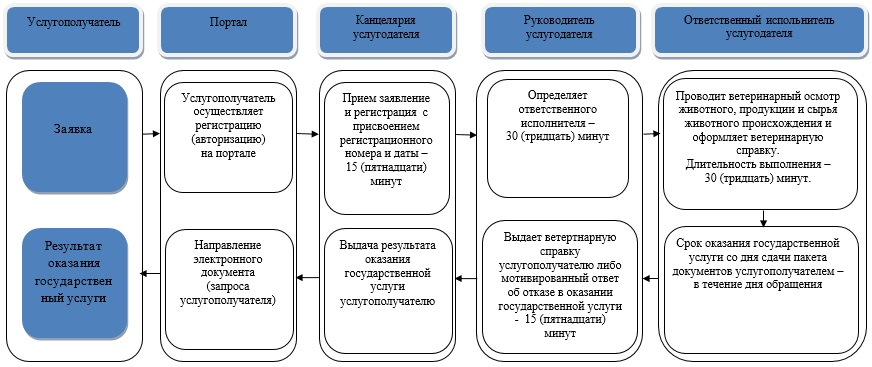 Услугополучатель
Портал
Канцелярия
услугодателя
Руководитель
услугодателя
Ответственный испольнитель
услугодателя
Заявка
Услугополучатель
осуществляет
регистрацию
(авторизацию)
на портале
Прием заявление
и регистрация с
присвоением
регистрационного
номера и даты –
15 (пятнадцати)
минут
Определяет
ответственного
исполнителя –
30 (тридцать) минут
Проводит ветеринарный осмотр
животного, продукции и сырья
животного происхождения и
оформляет ветеринарную
справку.
Длительность выполнения –
30 (тридцать) минут.
Результат
оказания
государствен
ный услуги
Направление
электронного
документа
(запроса
услугополучателя)
Выдача результата
оказания
государственной
услуги
услугополучателю
Выдает ветертнарную
справку
услугополучателю либо
мотивированный ответ
об отказе в оказании
государственной услуги
- 15 (пятнадцати)
минут
Срок оказания государственной
услуги со дня сдачи пакета
документов услугополучателем –
в течение дня обращения